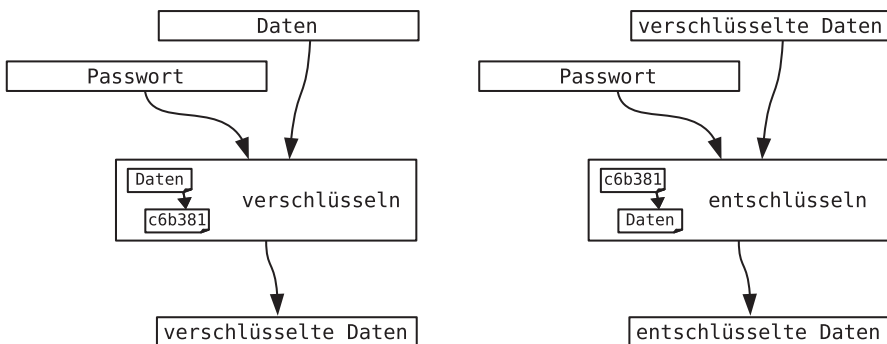 Daten
Passwort
Daten
c6b381
verschlüsseln
verschlüsselte Daten
verschlüsselte Daten
Passwort
c6b381
Daten
entschlüsseln
entschlüsselte Daten